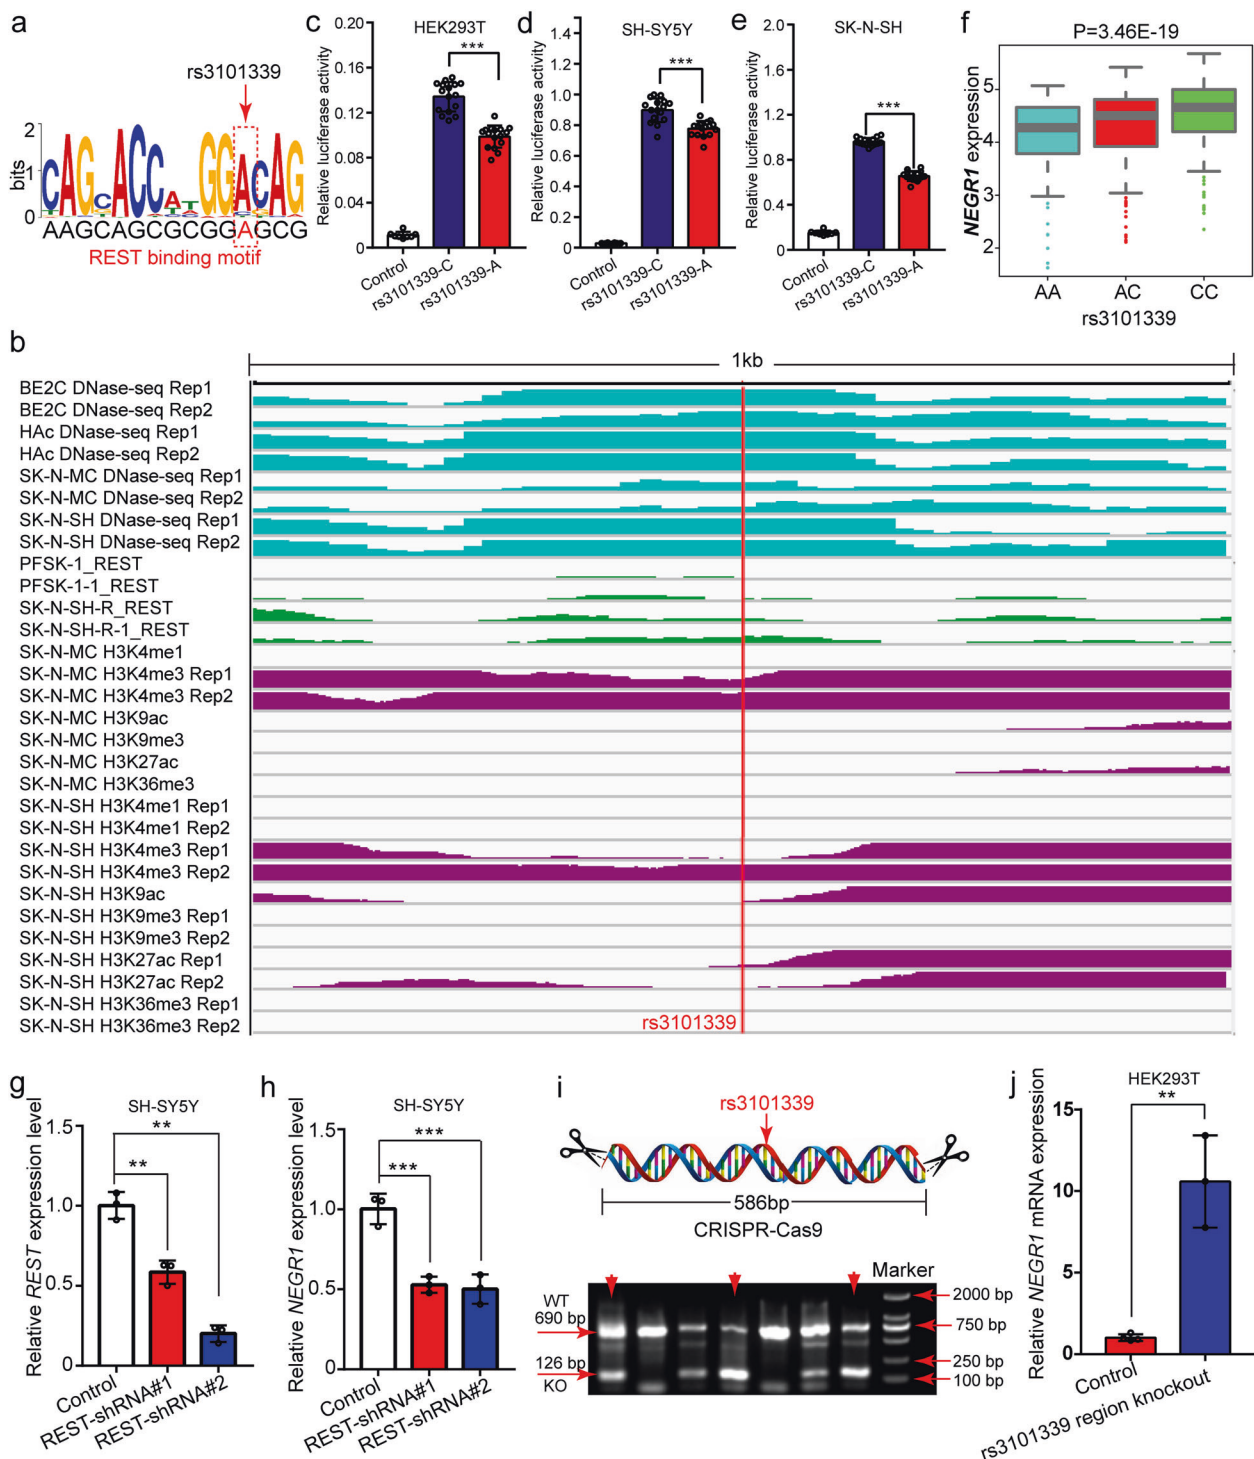 a
rs3101339
bits
2
1
0
CAGCACCATGGACAG
AAGCAGCGCGGAGCG
REST binding motif
c
HEK293T
***
Relative luciferase activity
0.20
0.16
0.12
0.08
0.04
0
Control
rs3101339-C
rs3101339-A
d
SH-SY5Y
***
Relative luciferase activity
1.4
1.2
1.0
0.8
0.6
0.4
0.2
0
Control
rs3101339-C
rs3101339-A
e
SK-N-SH
***
Relative luciferase activity
2.0
1.6
1.2
0.8
0.4
0
Control
rs3101339-C
rs3101339-A
f
P=3.46E-19
NEGR1 expression
5
4
3
2
AA AC CC
rs3101339
b
1kb
BE2C DNase-seq Rep1
BE2C DNase-seq Rep2
HAc DNase-seq Rep1
HAc DNase-seq Rep2
SK-N-MC DNase-seq Rep1
SK-N-MC DNase-seq Rep2
SK-N-SH DNase-seq Rep1
SK-N-SH DNase-seq Rep2
PFSK-1_REST
PFSK-1-1_REST
SK-N-SH-R_REST
SK-N-SH-R-1_REST
SK-N-MC H3K4me1
SK-N-MC H3K4me3 Rep1
SK-N-MC H3K4me3 Rep2
SK-N-MC H3K9ac
SK-N-MC H3K9me3
SK-N-MC H3K27ac
SK-N-MC H3K36me3
SK-N-SH H3K4me1 Rep1
SK-N-SH H3K4me1 Rep2
SK-N-SH H3K4me3 Rep1
SK-N-SH H3K4me3 Rep2
SK-N-SH H3K9ac
SK-N-SH H3K9me3 Rep1
SK-N-SH H3K9me3 Rep2
SK-N-SH H3K27ac Rep1
SK-N-SH H3K27ac Rep2
SK-N-SH H3K36me3 Rep1
SK-N-SH H3K36me3 Rep2
rs3101339
g
SH-SY5Y
**
**
Relative REST expression level
1.5
1.0
0.5
0
Control
REST-shRNA#1
REST-shRNA#2
h
SH-SY5Y
***
***
Relative NEGR1 expression level
1.5
1.0
0.5
0
Control
REST-shRNA#1
REST-shRNA#2
i
rs3101339
586bp
CRISPR-Cas9
Marker
WT
690 bp
126 bp
KO
2000 bp
750 bp
250 bp
100 bp
j
HEK293T
**
Relative NEGR1 mRNA expression
15
10
5
0
Control
rs3101339 region knockout